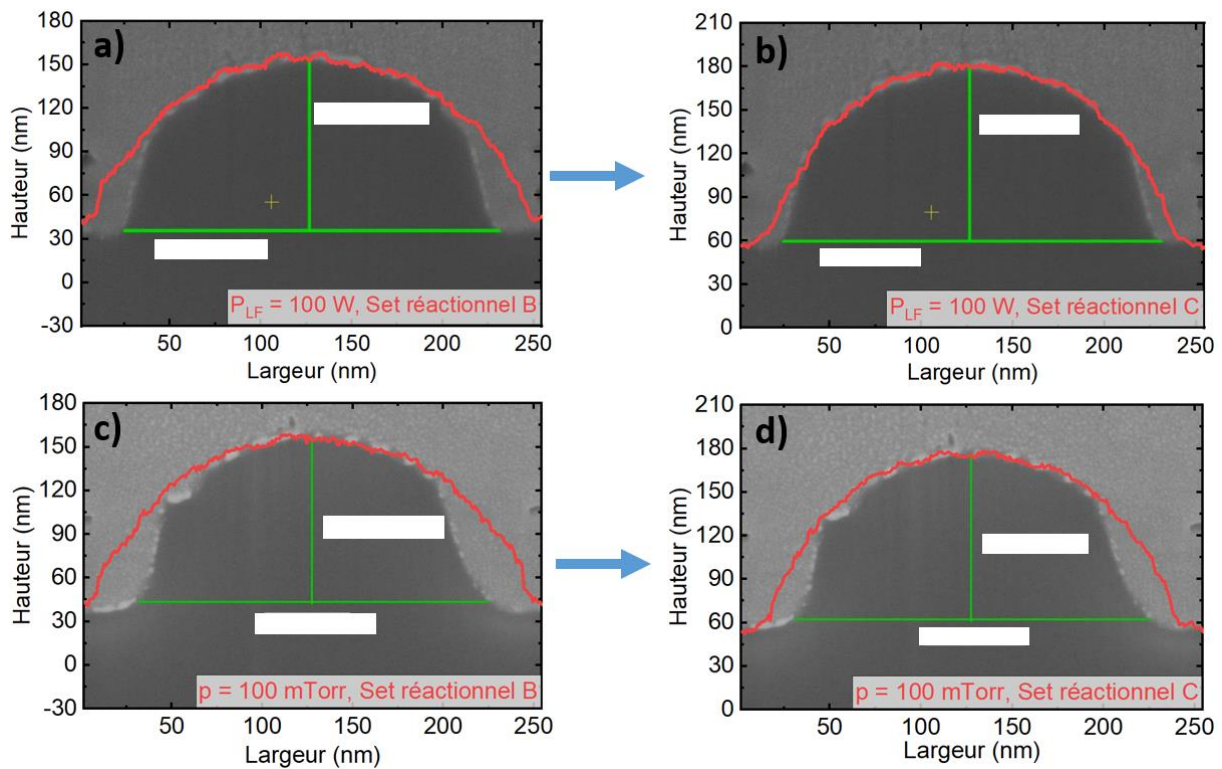 a)
180
150
120
90
60
30
0
-30
Hauteur (nm)
P_LF = 100 W, Set réactionnel B
50 100 150 200 250
Largeur (nm)
b)
210
180
150
120
90
60
30
0
Hauteur (nm)
P_LF = 100 W, Set réactionnel C
50 100 150 200 250
Largeur (nm)
c)
180
150
120
90
60
30
0
-30
Hauteur (nm)
p = 100 mTorr, Set réactionnel B
50 100 150 200 250
Largeur (nm)
d)
210
180
150
120
90
60
30
0
Hauteur (nm)
p = 100 mTorr, Set réactionnel C
50 100 150 200 250
Largeur (nm)